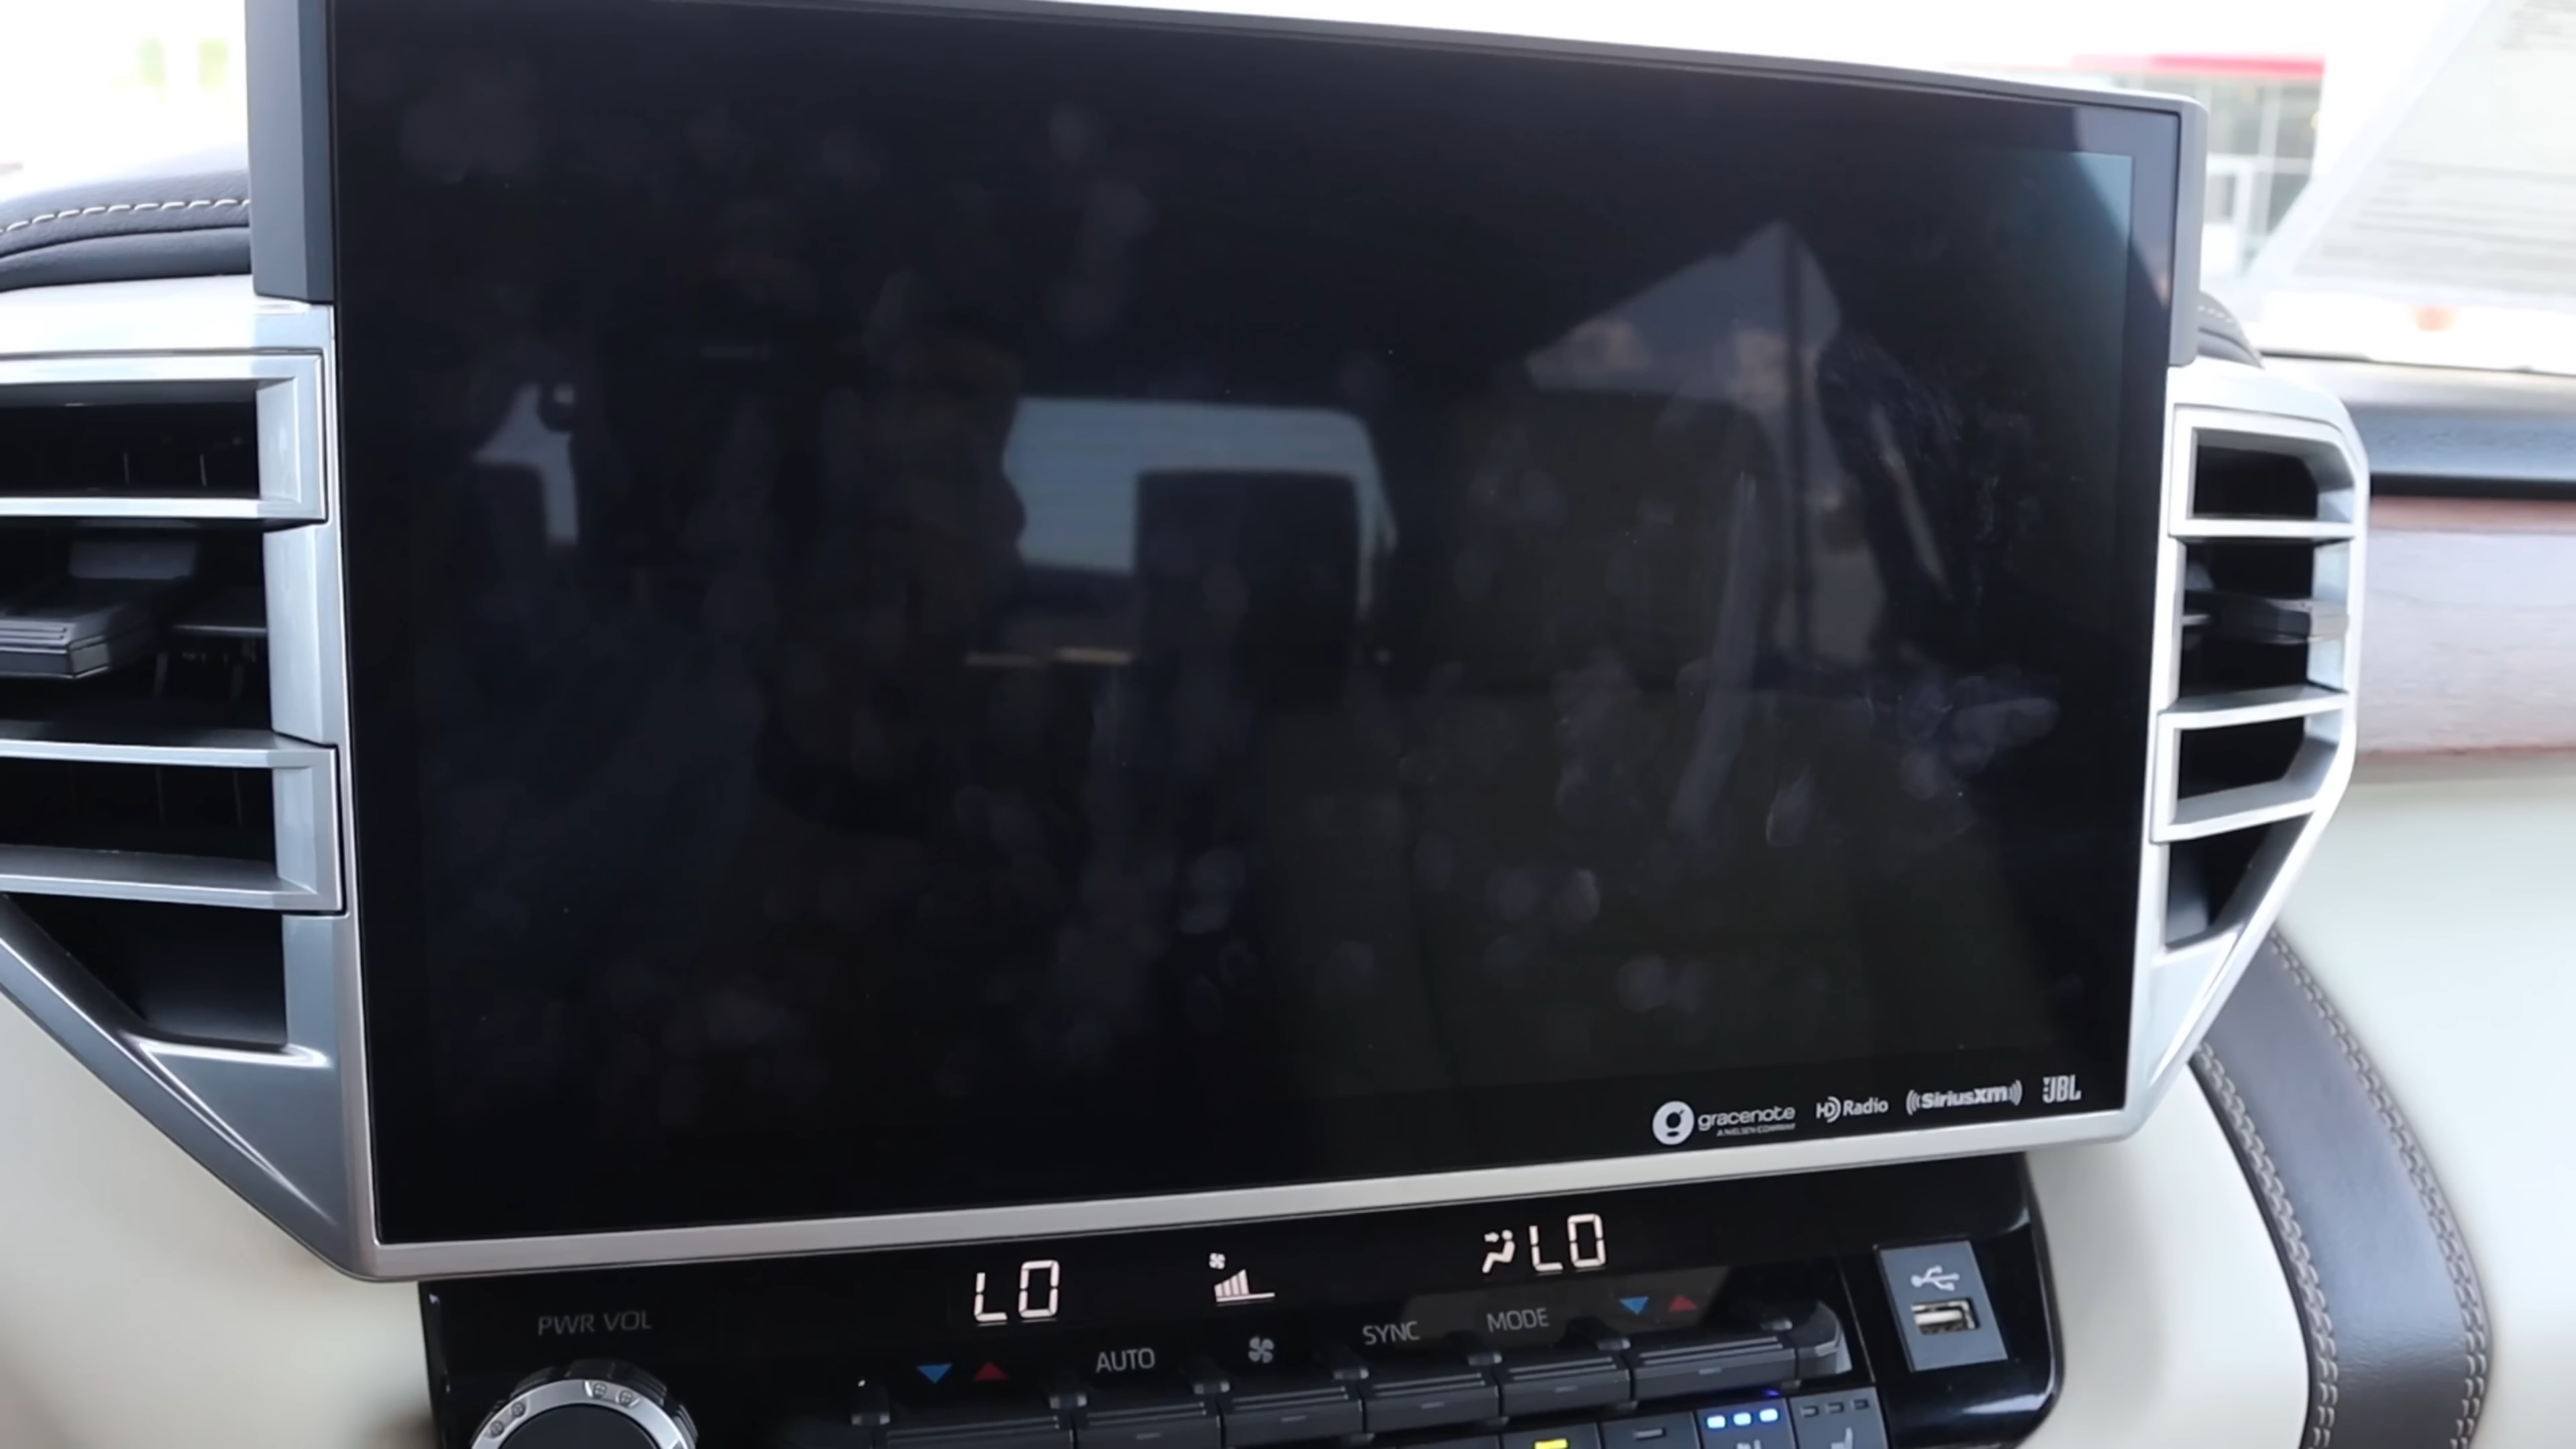 gracenote
A NIELSEN COMPANY
HD Radio
SiriusXM
JBL
LO
LO
PWR VOL
AUTO
SYNC
MODE